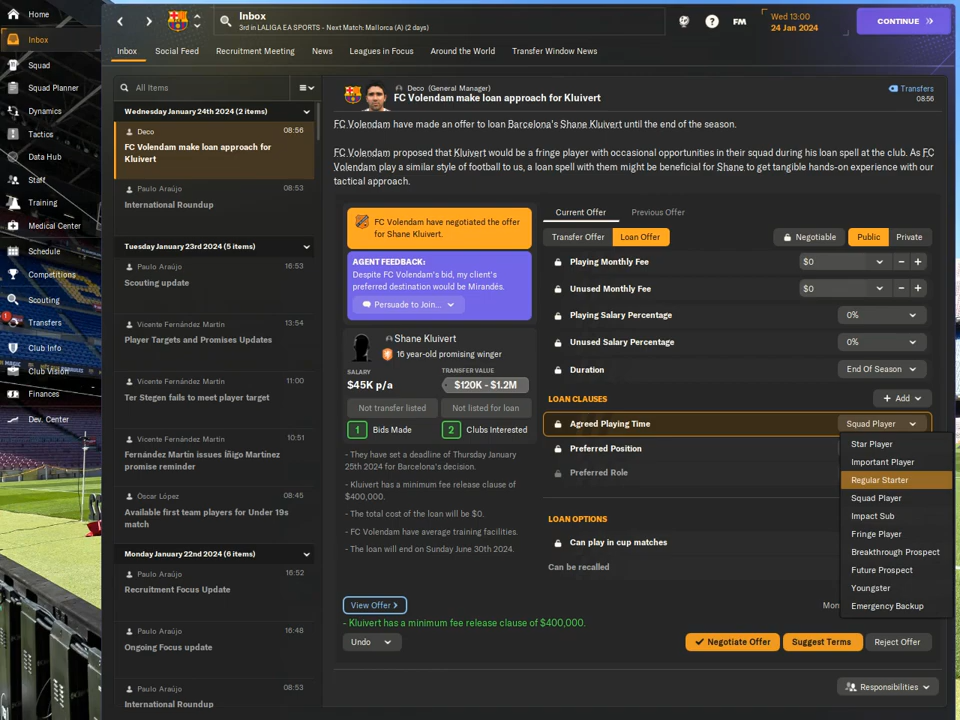 Home
Inbox
Squad
Squad Planner
Dynamics
Tactics
Data Hub
Staff
Training
Medical Center
Schedule
Competitions
Scouting
1
Transfers
Club Info
Club Vision
Finances
Dev. Center
Inbox
3rd in LALIGA EA SPORTS - Next Match: Mallorca (A) (2 days)
?
FM
Wed 13:00
24 Jan 2024
CONTINUE
Inbox
Social Feed
Recruitment Meeting
News
Leagues in Focus
Around the World
Transfer Window News
All Items
Wednesday January 24th 2024 (2 items)
Deco
08:56
FC Volendam make loan approach for
Kluivert
Paulo Araújo
08:53
International Roundup
Tuesday January 23rd 2024 (5 items)
Paulo Araújo
16:53
Scouting update
Vicente Fernández Martin
13:54
Player Targets and Promises Updates
Vicente Fernández Martin
11:00
Ter Stegen fails to meet player target
Vicente Fernández Martin
10:51
Fernández Martin issues Iñigo Martínez
promise reminder
Óscar López
08:45
Available first team players for Under 19s
match
Monday January 22nd 2024 (6 items)
Paulo Araújo
16:52
Recruitment Focus Update
Paulo Araújo
16:48
Ongoing Focus update
Paulo Araújo
08:53
International Roundup
Deco (General Manager)
FC Volendam make loan approach for Kluivert
Transfers
08:56
FC Volendam have made an offer to loan Barcelona's Shane Kluivert until the end of the season.
FC Volendam proposed that Kluivert would be a fringe player with occasional opportunities in their squad during his loan spell at the club. As FC
Volendam play a similar style of football to us, a loan spell with them might be beneficial for Shane to get tangible hands-on experience with our
tactical approach.
FC Volendam have negotiated the offer
for Shane Kluivert.
AGENT FEEDBACK:
Despite FC Volendam's bid, my client's
preferred destination would be Mirandés.
Persuade to Join...
Shane Kluivert
16 year-old promising winger
SALARY
TRANSFER VALUE
$45K p/a
$120K - $1.2M
Not transfer listed
Not listed for loan
1
Bids Made
2
Clubs Interested
- They have set a deadline of Thursday January
25th 2024 for Barcelona's decision.
- Kluivert has a minimum fee release clause of
$400,000.
- The total cost of the loan will be $0.
- FC Volendam have average training facilities.
- The loan will end on Sunday June 30th 2024.
Current Offer
Previous Offer
Transfer Offer
Loan Offer
Negotiable
Public
Private
Playing Monthly Fee
$0
Unused Monthly Fee
$0
Playing Salary Percentage
0%
Unused Salary Percentage
0%
Duration
End Of Season
LOAN CLAUSES
Add
Agreed Playing Time
Squad Player
Preferred Position
Preferred Role
LOAN OPTIONS
Can play in cup matches
Can be recalled
Star Player
Important Player
Regular Starter
Squad Player
Impact Sub
Fringe Player
Breakthrough Prospect
Future Prospect
Youngster
Emergency Backup
View Offer
Mon
- Kluivert has a minimum fee release clause of $400,000.
Undo
Negotiate Offer
Suggest Terms
Reject Offer
Responsibilities